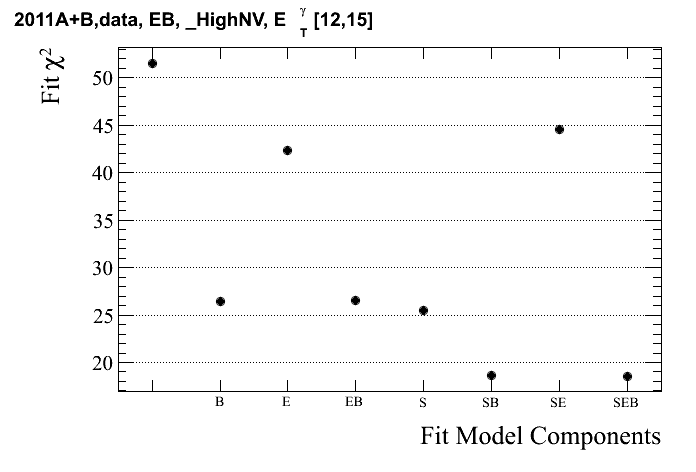 2011A+B,data, EB, _HighNV, E γ T [12,15]
Fit χ²
50
45
40
35
30
25
20
B E EB S SB SE SEB
Fit Model Components